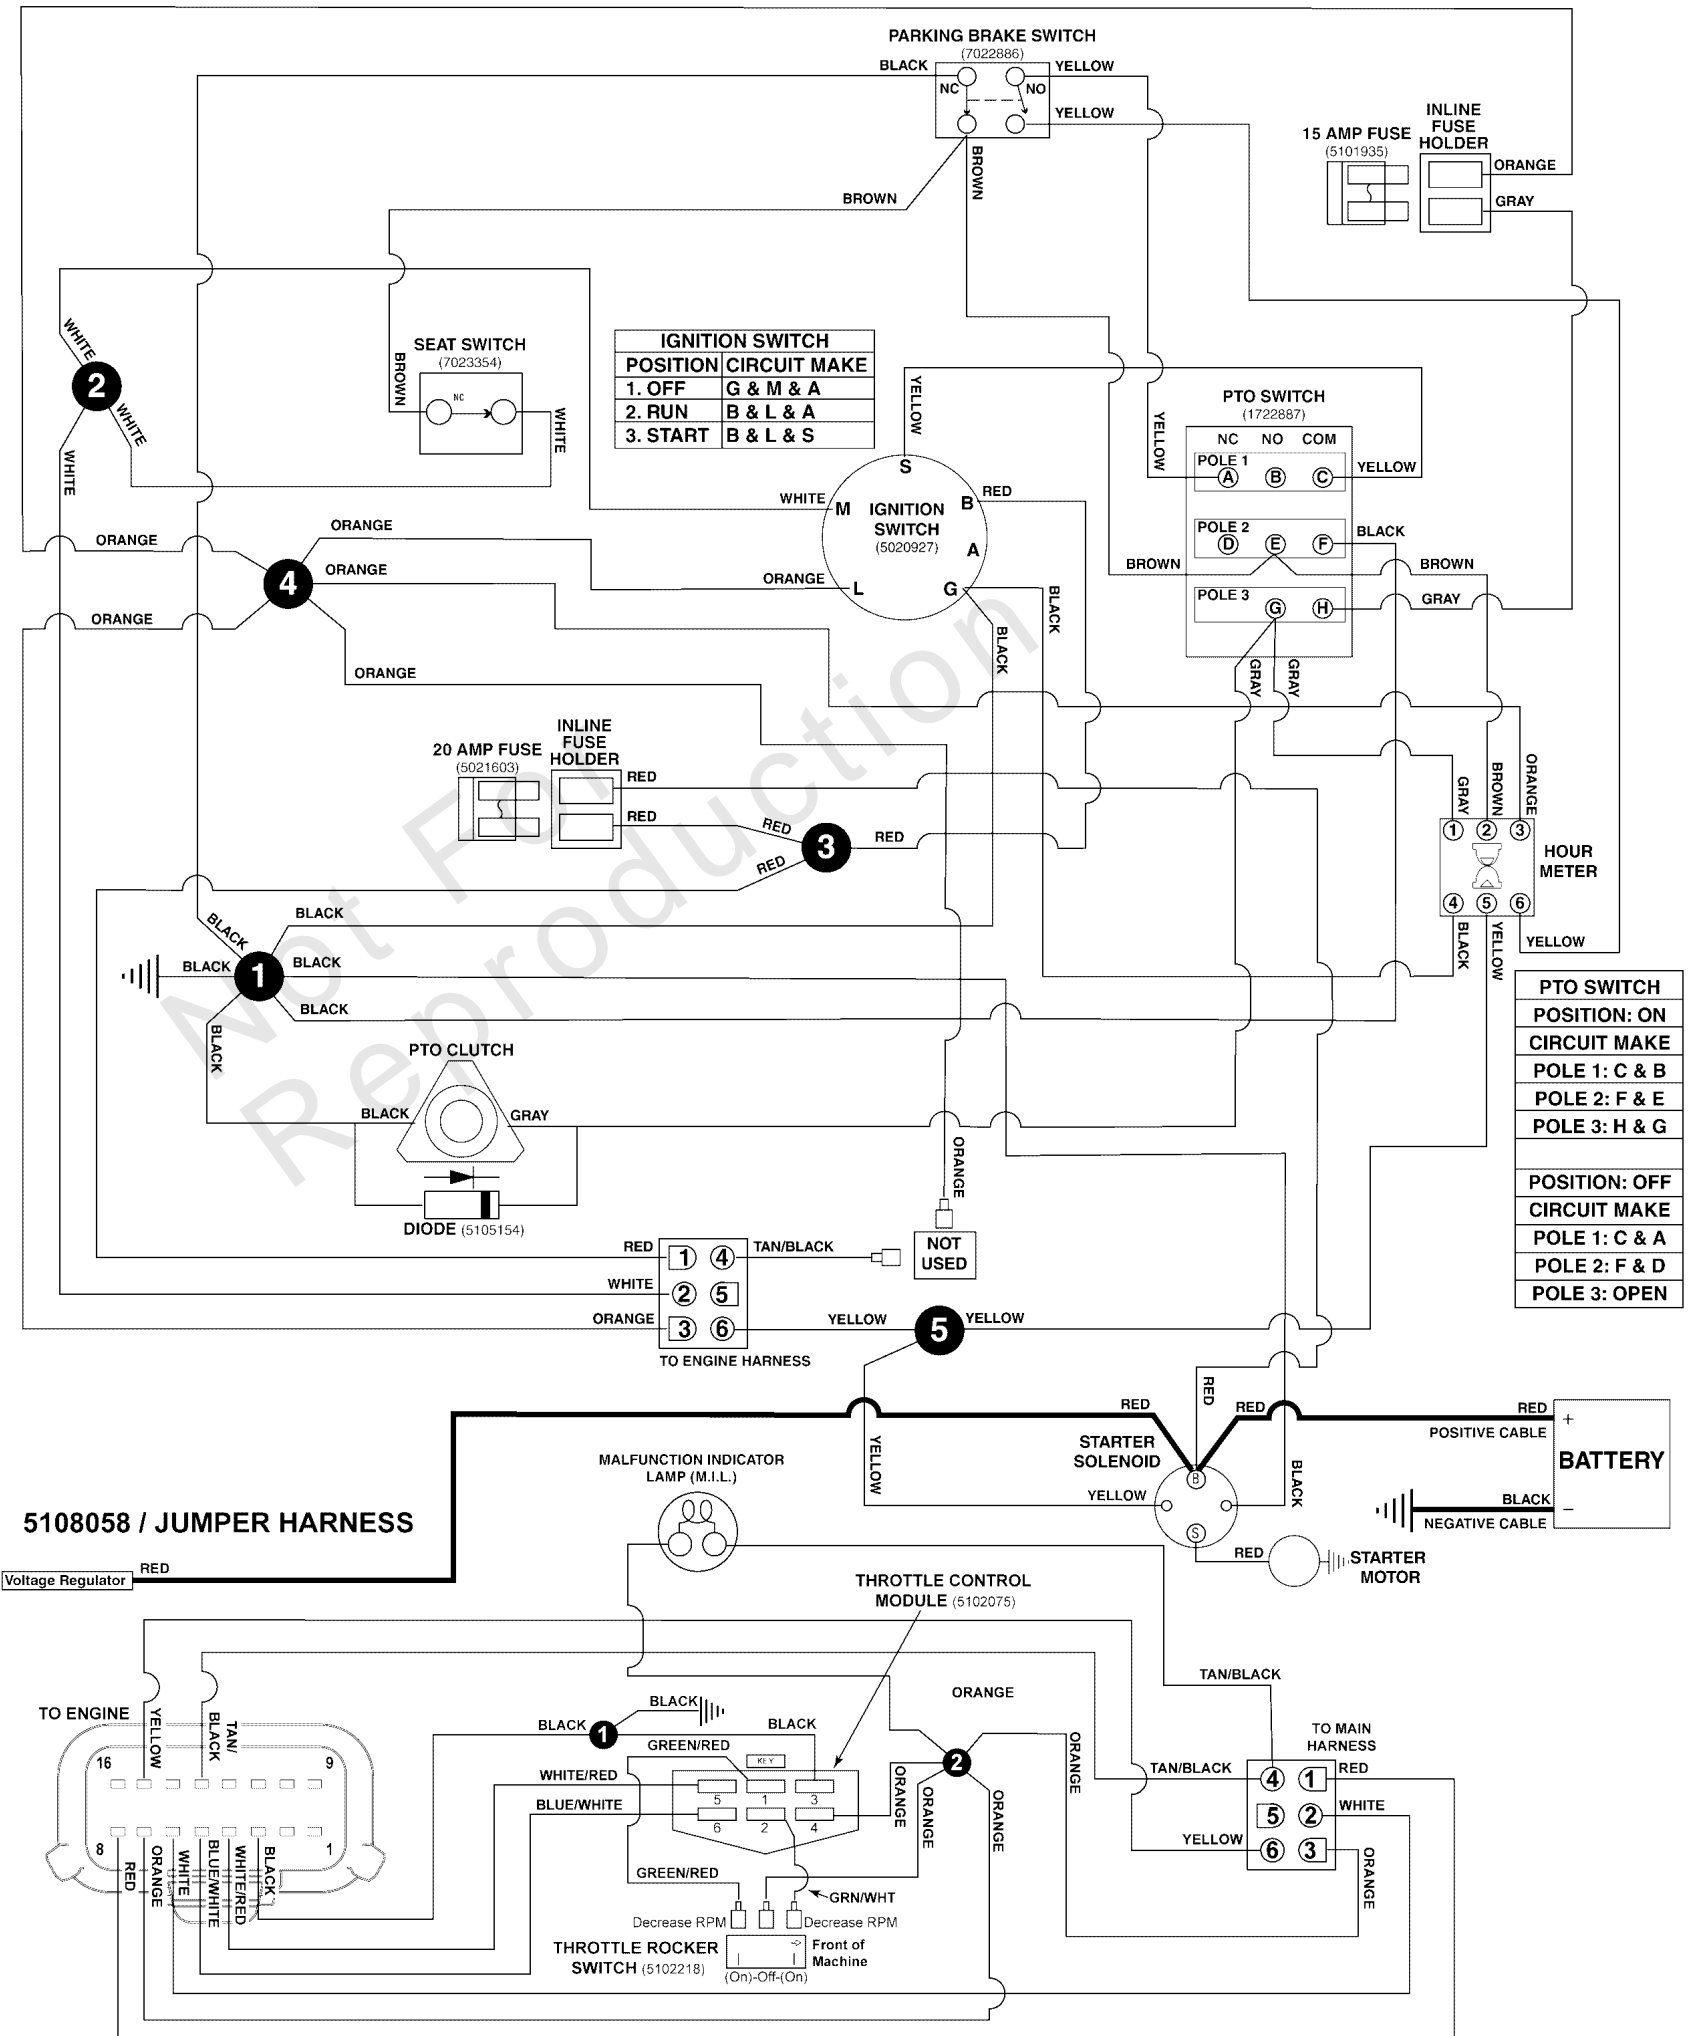 PARKING BRAKE SWITCH
(7022886)
BLACK
YELLOW
NC
NO
YELLOW
BROWN
BROWN
15 AMP FUSE
(5101935)
INLINE
FUSE
HOLDER
ORANGE
GRAY
WHITE
2
WHITE
WHITE
SEAT SWITCH
(7023354)
BROWN
NC
WHITE
IGNITION SWITCH
POSITION CIRCUIT MAKE
1. OFF G & M & A
2. RUN B & L & A
3. START B & L & S
YELLOW
S
WHITE
M
IGNITION
SWITCH
(5020927)
B
RED
A
ORANGE
L
G
BLACK
BLACK
YELLOW
PTO SWITCH
(1722887)
NC NO COM
POLE 1
A B C
YELLOW
POLE 2
D E F
BLACK
BROWN
BROWN
POLE 3
G H
GRAY
GRAY
GRAY
ORANGE
ORANGE
4
ORANGE
ORANGE
ORANGE
20 AMP FUSE
(5021603)
INLINE
FUSE
HOLDER
RED
RED
RED
3
RED
RED
GRAY
BROWN
ORANGE
1 2 3
HOUR
METER
4 5 6
BLACK
YELLOW
YELLOW
BLACK
BLACK
BLACK
1
BLACK
BLACK
BLACK
Not For
Reproduction
PTO CLUTCH
BLACK
GRAY
DIODE (5105154)
ORANGE
NOT
USED
PTO SWITCH
POSITION: ON
CIRCUIT MAKE
POLE 1: C & B
POLE 2: F & E
POLE 3: H & G
POSITION: OFF
CIRCUIT MAKE
POLE 1: C & A
POLE 2: F & D
POLE 3: OPEN
RED
1 4
TAN/BLACK
WHITE
2 5
ORANGE
3 6
YELLOW
5
YELLOW
TO ENGINE HARNESS
RED
RED
RED
RED
POSITIVE CABLE
+
BATTERY
BLACK
−
NEGATIVE CABLE
STARTER
SOLENOID
B
YELLOW
YELLOW
BLACK
S
RED
STARTER
MOTOR
MALFUNCTION INDICATOR
LAMP (M.I.L.)
5108058 / JUMPER HARNESS
Voltage Regulator
RED
THROTTLE CONTROL
MODULE (5102075)
TO ENGINE
YELLOW
TAN/
BLACK
16
9
8
1
RED
ORANGE
WHITE
BLUE/WHITE
WHITE/RED
BLACK
BLACK
1
BLACK
BLACK
GREEN/RED
KEY
WHITE/RED
5 1 3
BLUE/WHITE
6 2 4
ORANGE
2
ORANGE
ORANGE
ORANGE
ORANGE
GREEN/RED
GRN/WHT
Decrease RPM
Decrease RPM
THROTTLE ROCKER
SWITCH (5102218)
Front of
Machine
(On)-Off-(On)
TAN/BLACK
TO MAIN
HARNESS
TAN/BLACK
4 1
RED
5 2
WHITE
YELLOW
6 3
ORANGE